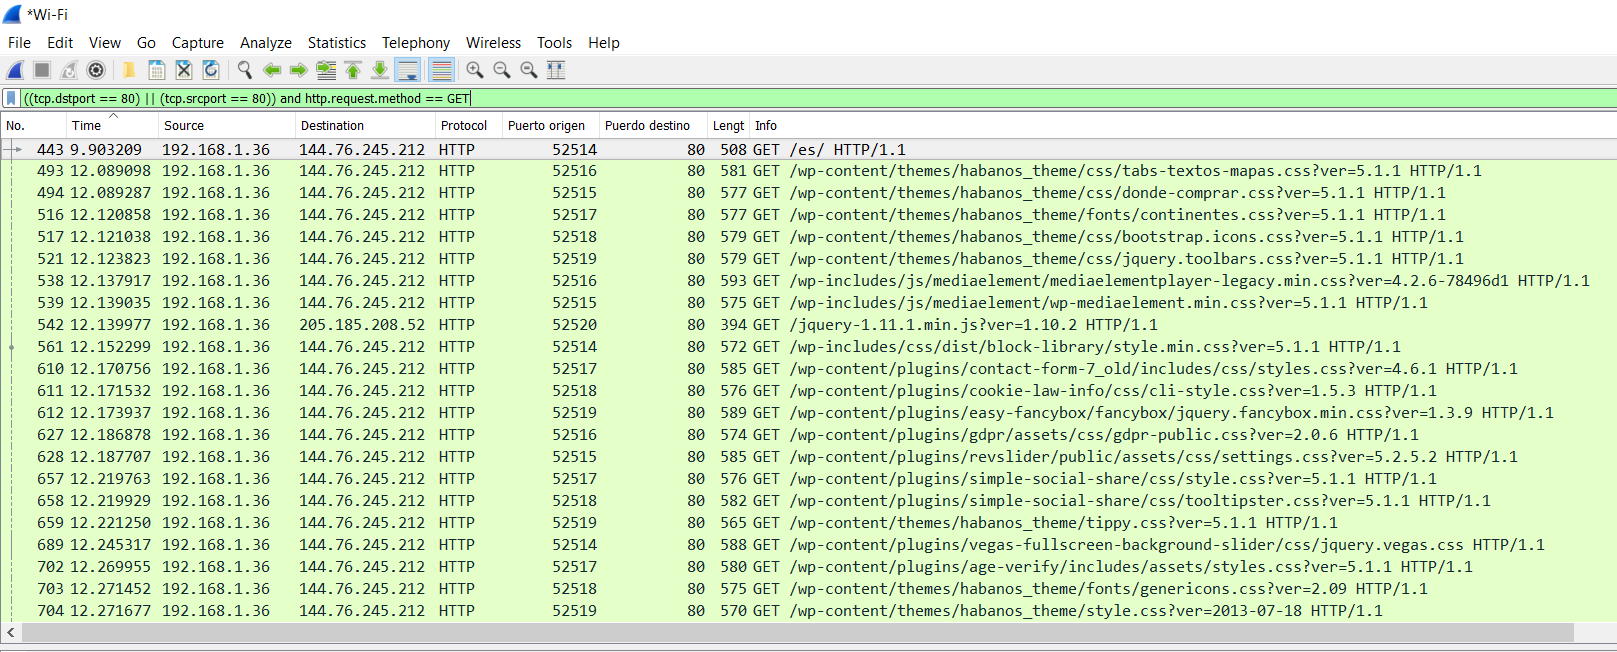 *Wi-Fi
File Edit View Go Capture Analyze Statistics Telephony Wireless Tools Help
((tcp.dstport == 80) || (tcp.srcport == 80)) and http.request.method == GET
No. Time Source Destination Protocol Puerto origen Puerdo destino Lengt Info
443 9.903209 192.168.1.36 144.76.245.212 HTTP 52514 80 508 GET /es/ HTTP/1.1
493 12.089098 192.168.1.36 144.76.245.212 HTTP 52516 80 581 GET /wp-content/themes/habanos_theme/css/tabs-textos-mapas.css?ver=5.1.1 HTTP/1.1
494 12.089287 192.168.1.36 144.76.245.212 HTTP 52515 80 577 GET /wp-content/themes/habanos_theme/css/donde-comprar.css?ver=5.1.1 HTTP/1.1
516 12.120858 192.168.1.36 144.76.245.212 HTTP 52517 80 577 GET /wp-content/themes/habanos_theme/fonts/continentes.css?ver=5.1.1 HTTP/1.1
517 12.121038 192.168.1.36 144.76.245.212 HTTP 52518 80 579 GET /wp-content/themes/habanos_theme/css/bootstrap.icons.css?ver=5.1.1 HTTP/1.1
521 12.123823 192.168.1.36 144.76.245.212 HTTP 52519 80 579 GET /wp-content/themes/habanos_theme/css/jquery.toolbars.css?ver=5.1.1 HTTP/1.1
538 12.137917 192.168.1.36 144.76.245.212 HTTP 52516 80 593 GET /wp-includes/js/mediaelement/mediaelementplayer-legacy.min.css?ver=4.2.6-78496d1 HTTP/1.1
539 12.139035 192.168.1.36 144.76.245.212 HTTP 52515 80 575 GET /wp-includes/js/mediaelement/wp-mediaelement.min.css?ver=5.1.1 HTTP/1.1
542 12.139977 192.168.1.36 205.185.208.52 HTTP 52520 80 394 GET /jquery-1.11.1.min.js?ver=1.10.2 HTTP/1.1
561 12.152299 192.168.1.36 144.76.245.212 HTTP 52514 80 572 GET /wp-includes/css/dist/block-library/style.min.css?ver=5.1.1 HTTP/1.1
610 12.170756 192.168.1.36 144.76.245.212 HTTP 52517 80 585 GET /wp-content/plugins/contact-form-7_old/includes/css/styles.css?ver=4.6.1 HTTP/1.1
611 12.171532 192.168.1.36 144.76.245.212 HTTP 52518 80 576 GET /wp-content/plugins/cookie-law-info/css/cli-style.css?ver=1.5.3 HTTP/1.1
612 12.173937 192.168.1.36 144.76.245.212 HTTP 52519 80 589 GET /wp-content/plugins/easy-fancybox/fancybox/jquery.fancybox.min.css?ver=1.3.9 HTTP/1.1
627 12.186878 192.168.1.36 144.76.245.212 HTTP 52516 80 574 GET /wp-content/plugins/gdpr/assets/css/gdpr-public.css?ver=2.0.6 HTTP/1.1
628 12.187707 192.168.1.36 144.76.245.212 HTTP 52515 80 585 GET /wp-content/plugins/revslider/public/assets/css/settings.css?ver=5.2.5.2 HTTP/1.1
657 12.219763 192.168.1.36 144.76.245.212 HTTP 52517 80 576 GET /wp-content/plugins/simple-social-share/css/style.css?ver=5.1.1 HTTP/1.1
658 12.219929 192.168.1.36 144.76.245.212 HTTP 52518 80 582 GET /wp-content/plugins/simple-social-share/css/tooltipster.css?ver=5.1.1 HTTP/1.1
659 12.221250 192.168.1.36 144.76.245.212 HTTP 52519 80 565 GET /wp-content/themes/habanos_theme/tippy.css?ver=5.1.1 HTTP/1.1
689 12.245317 192.168.1.36 144.76.245.212 HTTP 52514 80 588 GET /wp-content/plugins/vegas-fullscreen-background-slider/css/jquery.vegas.css HTTP/1.1
702 12.269955 192.168.1.36 144.76.245.212 HTTP 52517 80 580 GET /wp-content/plugins/age-verify/includes/assets/styles.css?ver=5.1.1 HTTP/1.1
703 12.271452 192.168.1.36 144.76.245.212 HTTP 52518 80 575 GET /wp-content/themes/habanos_theme/fonts/genericons.css?ver=2.09 HTTP/1.1
704 12.271677 192.168.1.36 144.76.245.212 HTTP 52519 80 570 GET /wp-content/themes/habanos_theme/style.css?ver=2013-07-18 HTTP/1.1